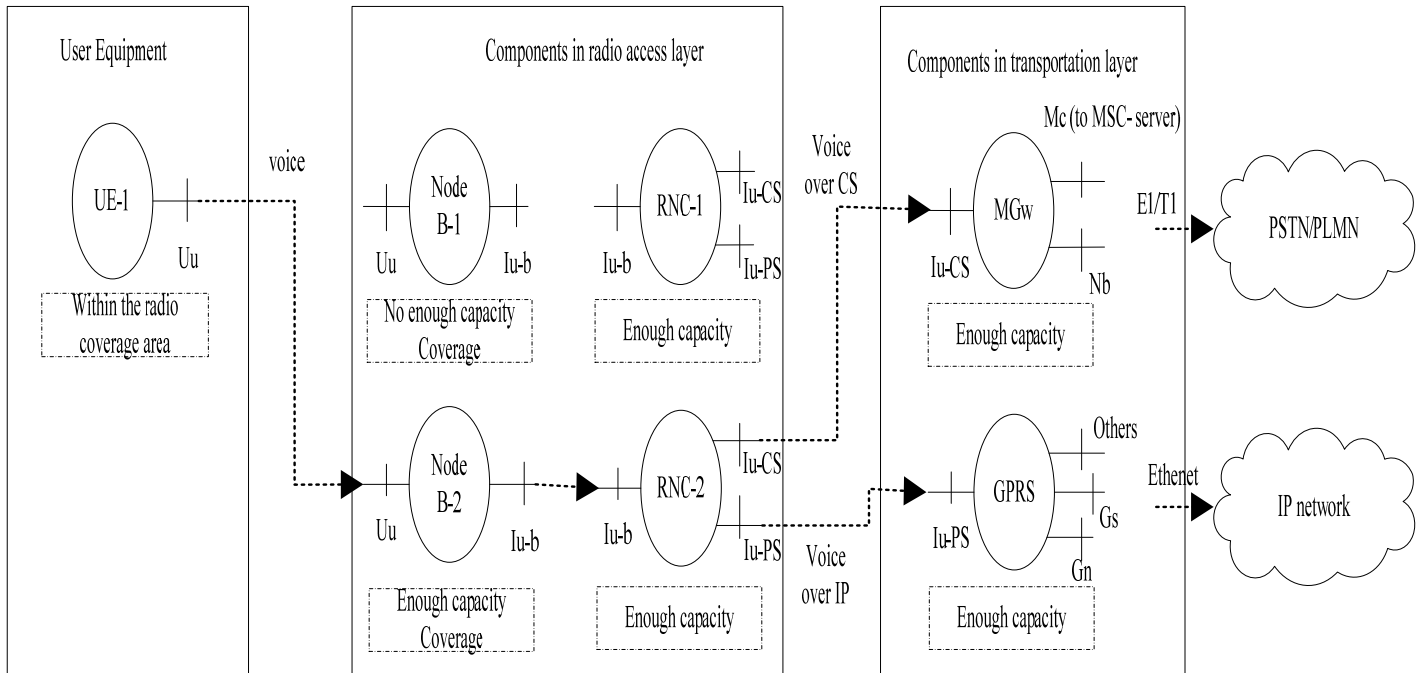 User Equipment
UE-1
Uu
Within the radio
coverage area
voice
Components in radio access layer
Node
B-1
Uu
Iu-b
No enough capacity
Coverage
RNC-1
Iu-b
Iu-CS
Iu-PS
Enough capacity
Node
B-2
Uu
Iu-b
Enough capacity
Coverage
RNC-2
Iu-b
Iu-CS
Iu-PS
Enough capacity
Voice
over CS
Voice
over IP
Components in transportation layer
Mc (to MSC- server)
MGw
Iu-CS
Nb
Enough capacity
GPRS
Iu-PS
Others
Gs
Gn
Enough capacity
E1/T1
PSTN/PLMN
Ethenet
IP network